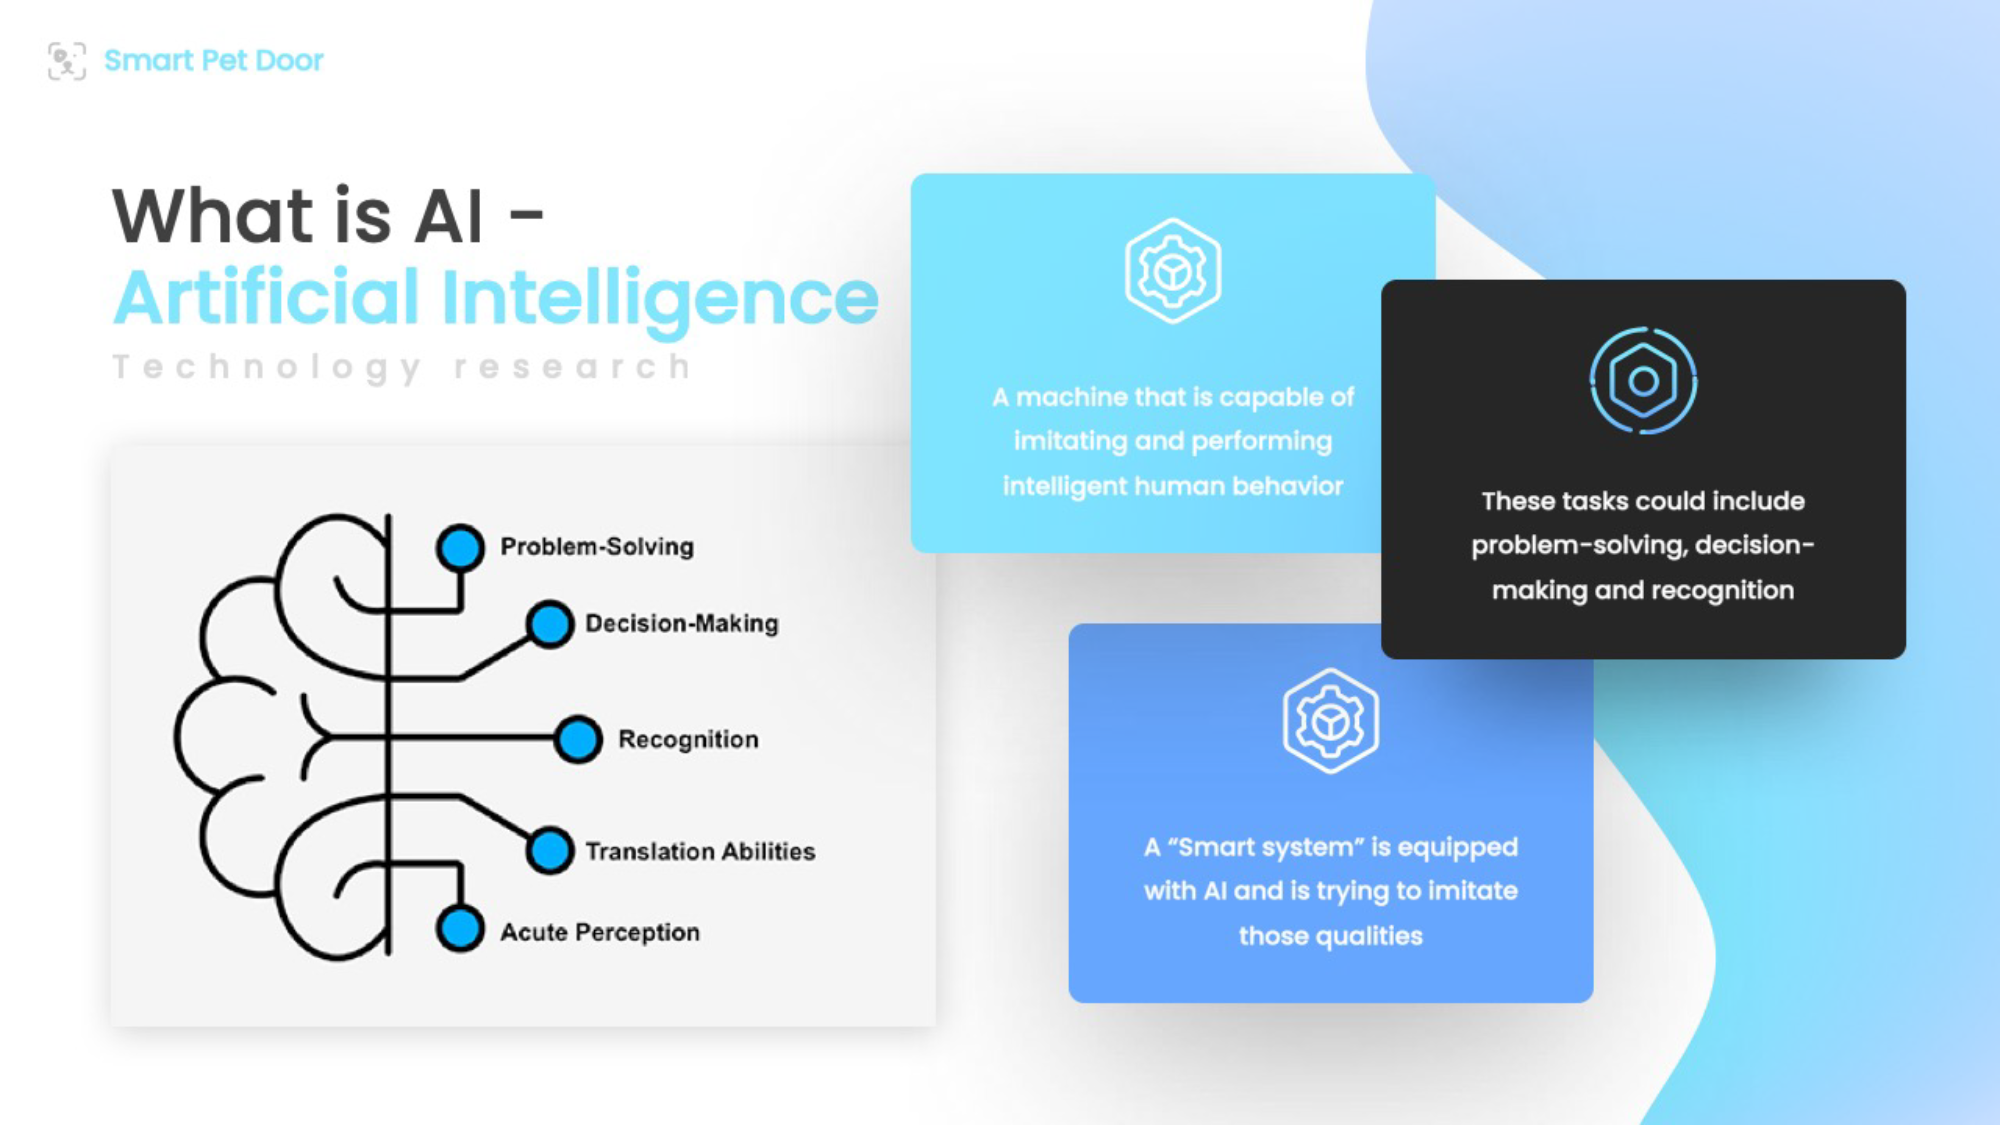 Smart Pet Door
What is AI -
Artificial Intelligence
Technology research
Problem-Solving
Decision-Making
Recognition
Translation Abilities
Acute Perception
A machine that is capable of
imitating and performing
intelligent human behavior
These tasks could include
problem-solving, decision-
making and recognition
A “Smart system” is equipped
with AI and is trying to imitate
those qualities